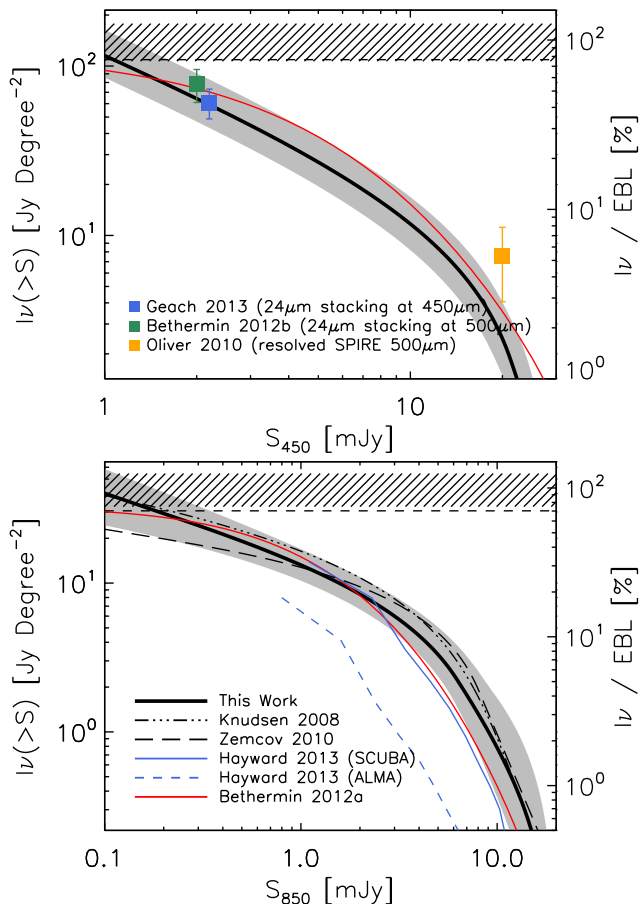 10²
10¹
Iν(>S) [Jy Degree⁻²]
10²
10¹
10⁰
Iν / EBL [%]
Geach 2013 (24μm stacking at 450μm)
Bethermin 2012b (24μm stacking at 500μm)
Oliver 2010 (resolved SPIRE 500μm)
1
10
S₄₅₀ [mJy]
10¹
10⁰
Iν(>S) [Jy Degree⁻²]
10²
10¹
10⁰
Iν / EBL [%]
This Work
Knudsen 2008
Zemcov 2010
Hayward 2013 (SCUBA)
Hayward 2013 (ALMA)
Bethermin 2012a
0.1
1.0
10.0
S₈₅₀ [mJy]